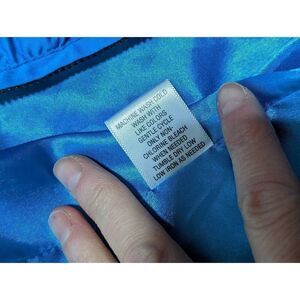 MACHINE WASH COLD
WASH WITH
LIKE COLORS
GENTLE CYCLE
ONLY NON-
CHLORINE BLEACH
WHEN NEEDED
TUMBLE DRY LOW
LOW IRON AS NEEDED